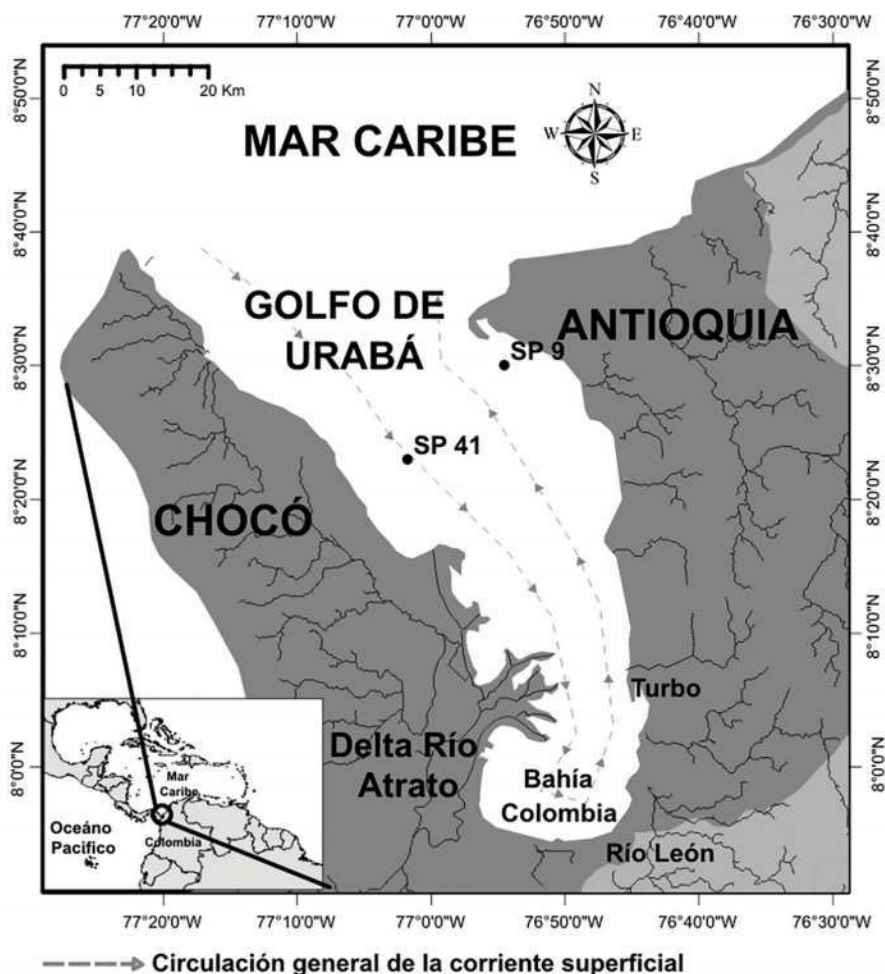 77°20'0"W 77°10'0"W 77°0'0"W 76°50'0"W 76°40'0"W 76°30'0"W
8°50'0"N
8°50'0"N
0 5 10 20 Km
N
W E
S
MAR CARIBE
8°40'0"N
8°40'0"N
GOLFO DE
URABÁ
ANTIOQUIA
SP 9
8°30'0"N
8°30'0"N
SP 41
8°20'0"N
8°20'0"N
CHOCÓ
8°10'0"N
8°10'0"N
Turbo
Delta Río
Atrato
8°0'0"N
8°0'0"N
Bahía
Colombia
Río León
Mar
Caribe
Oceáno
Pacífico
Colombia
77°20'0"W 77°10'0"W 77°0'0"W 76°50'0"W 76°40'0"W 76°30'0"W
Circulación general de la corriente superficial